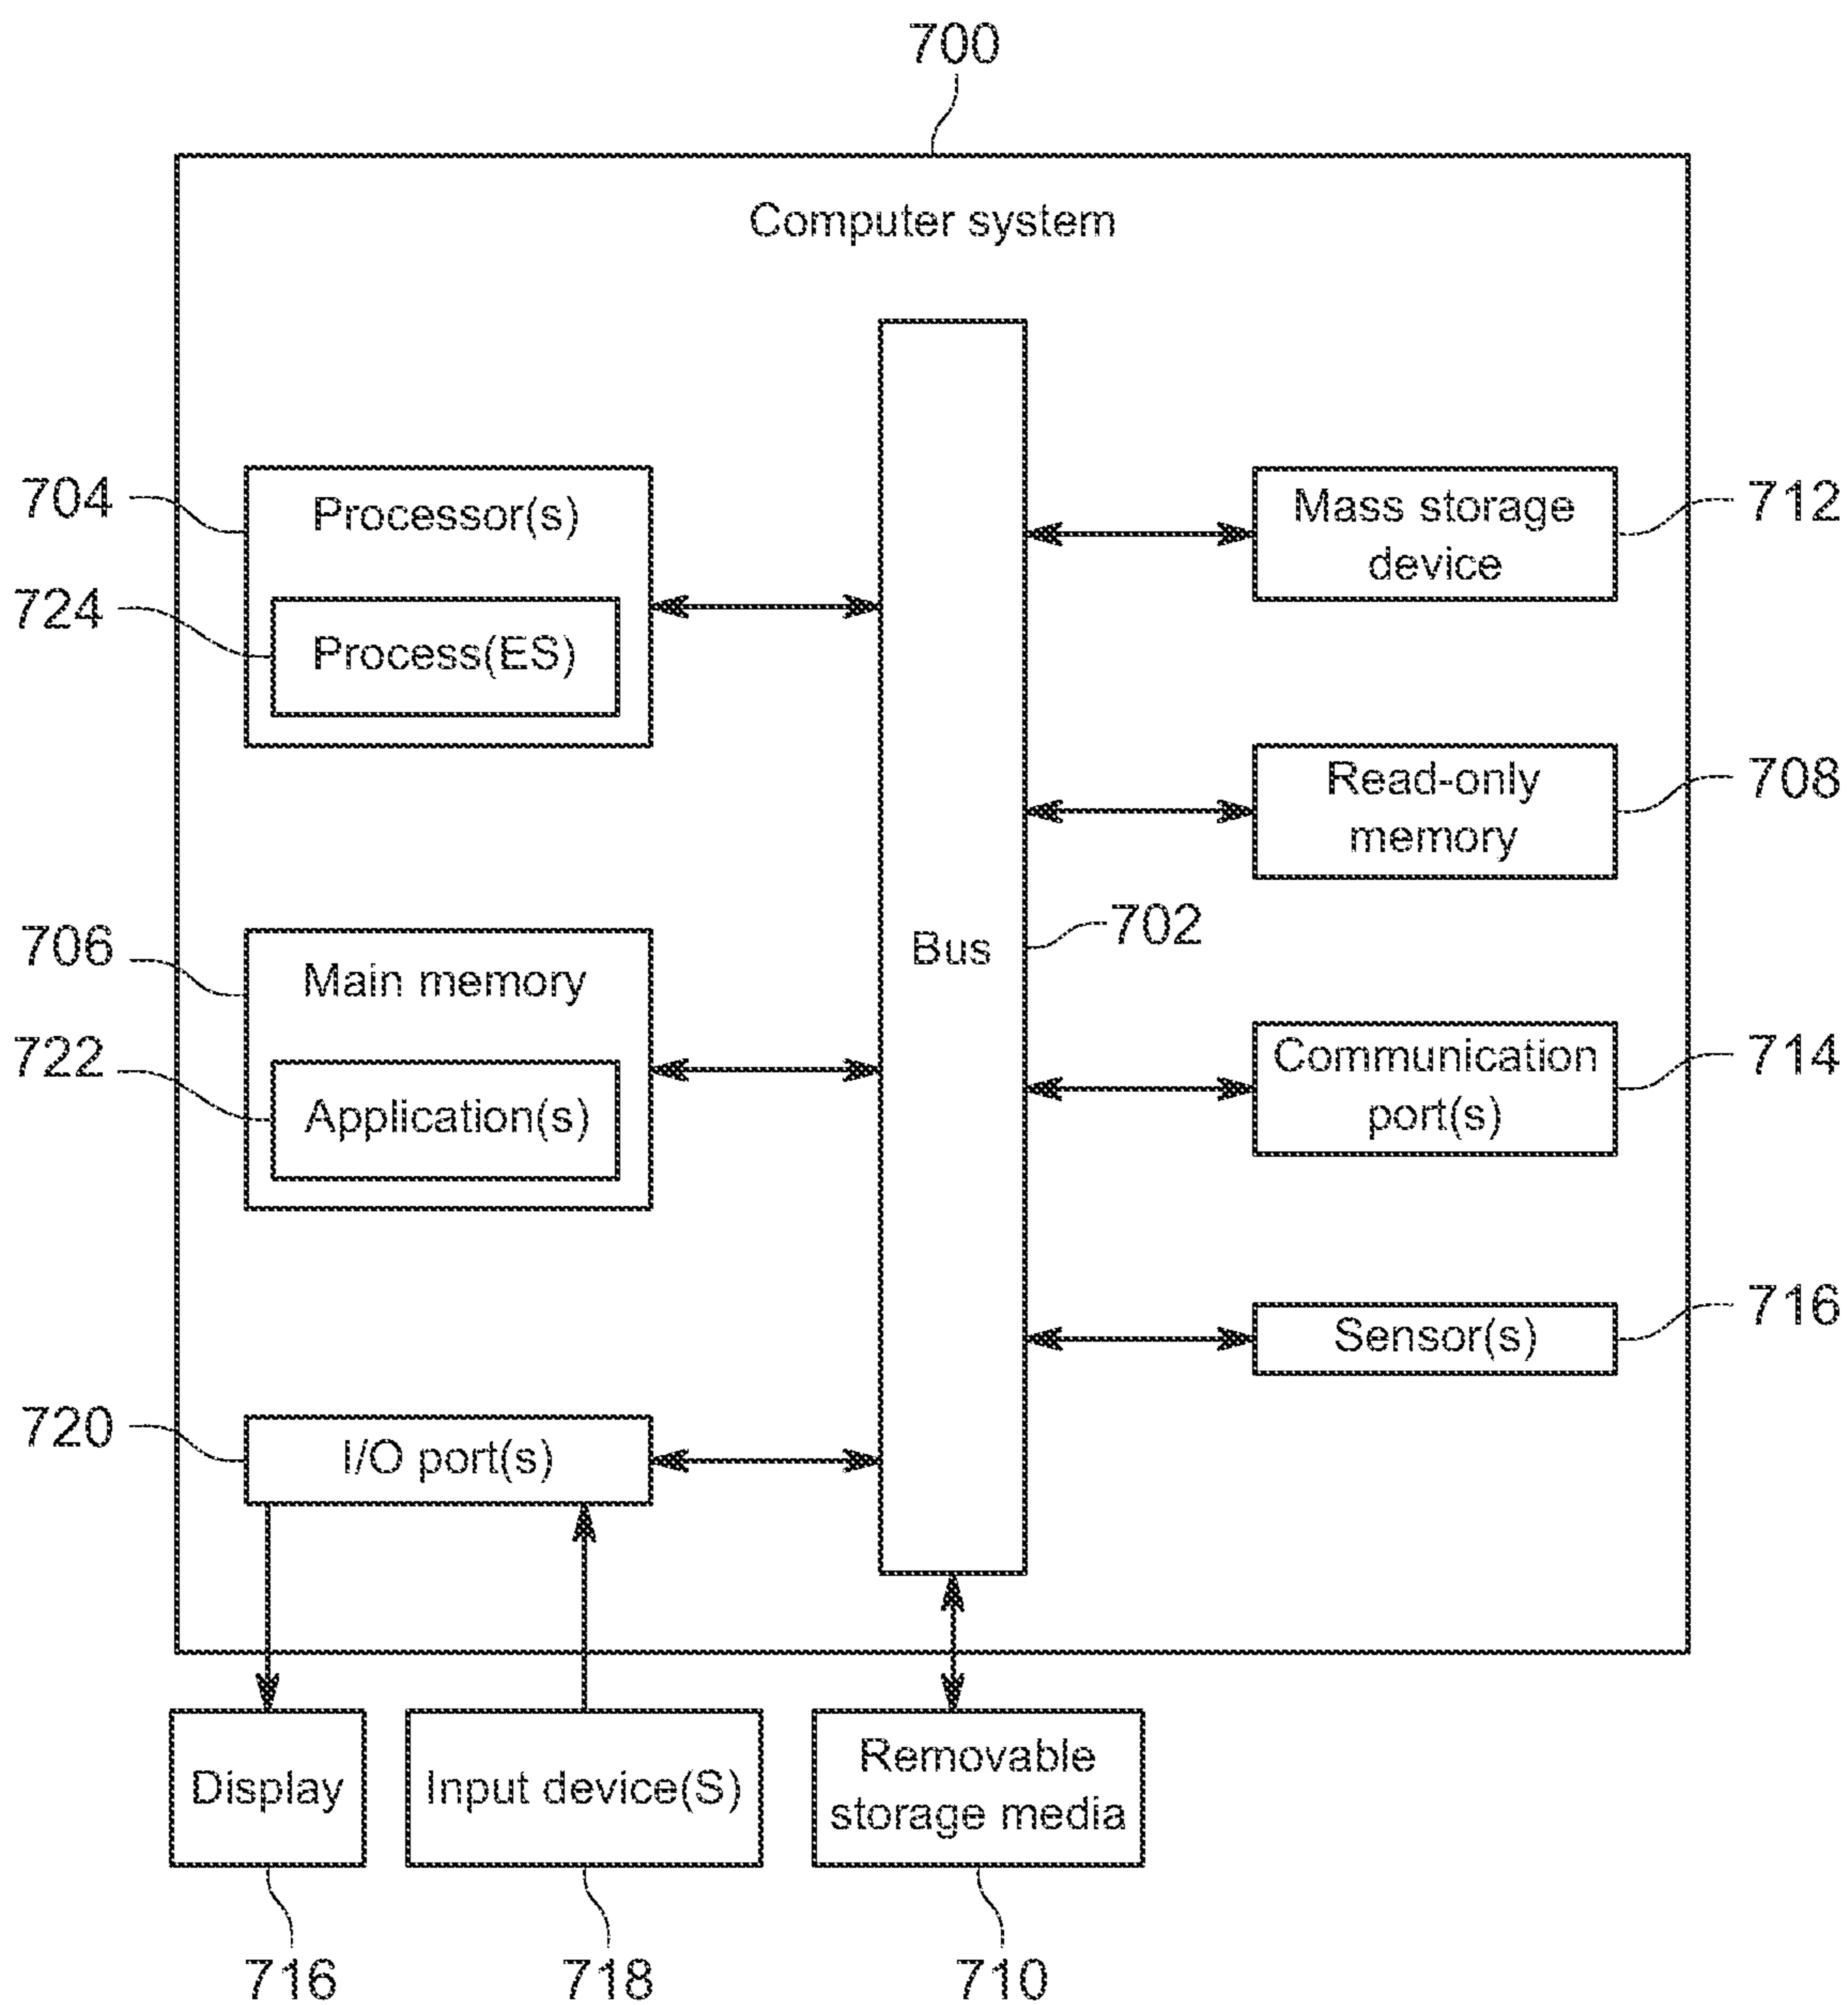 700
Computer system
704
Processor(s)
724
Process(ES)
Mass storage
device
712
Read-only
memory
708
706
Main memory
722
Application(s)
Bus
702
Communication
port(s)
714
Sensor(s)
716
720
I/O port(s)
Display
Input device(S)
Removable
storage media
716
718
710